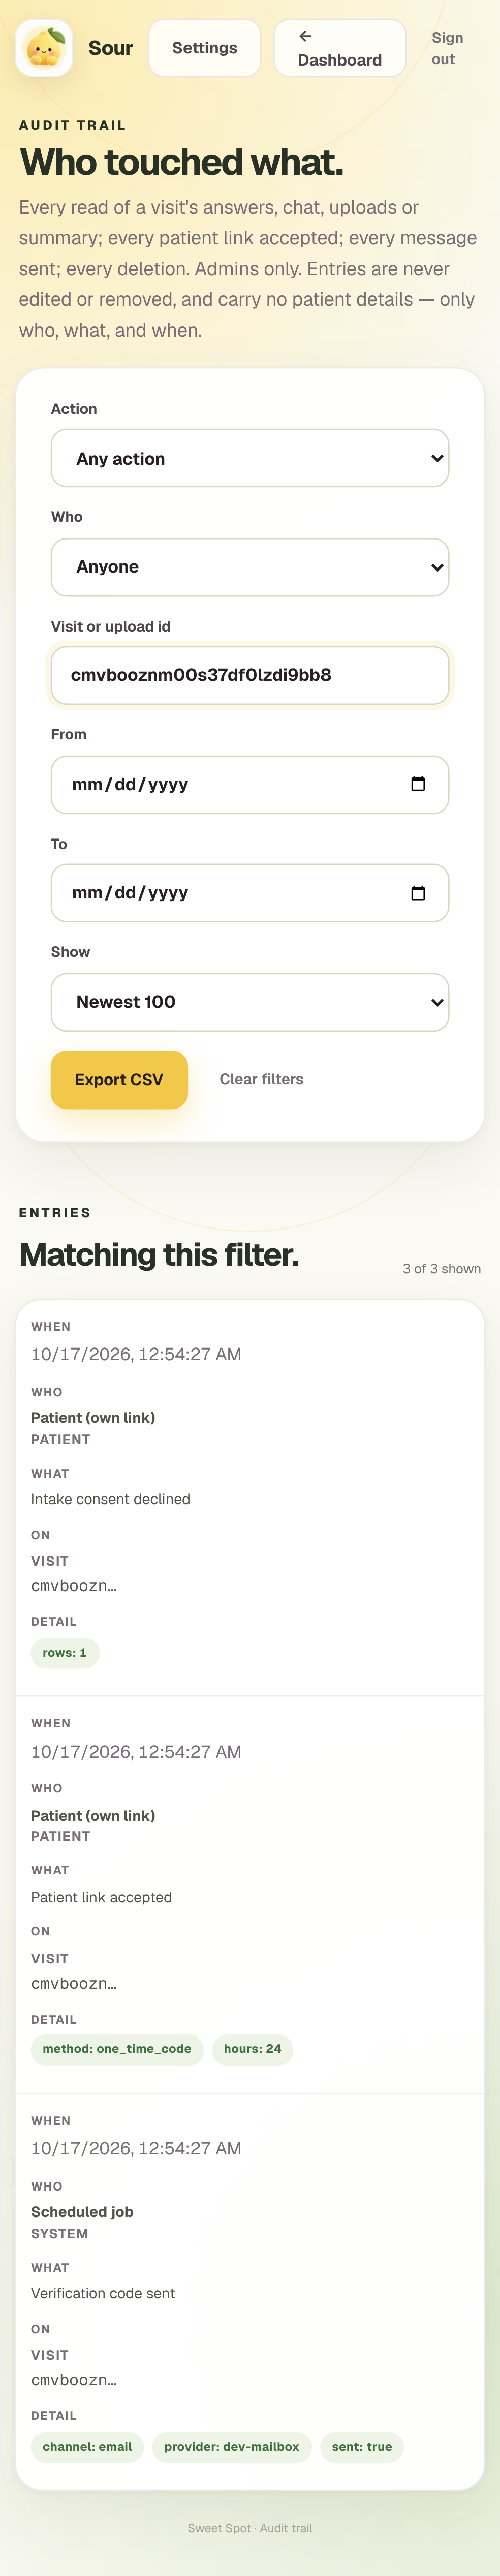 Sour
Settings
← Dashboard
Sign out
AUDIT TRAIL
Who touched what.
Every read of a visit's answers, chat, uploads or
summary; every patient link accepted; every message
sent; every deletion. Admins only. Entries are never
edited or removed, and carry no patient details — only
who, what, and when.
Action
Any action
Who
Anyone
Visit or upload id
cmvbooznm00s37df0lzdi9bb8
From
mm/dd/yyyy
To
mm/dd/yyyy
Show
Newest 100
Export CSV
Clear filters
ENTRIES
Matching this filter.
3 of 3 shown
WHEN
10/17/2026, 12:54:27 AM
WHO
Patient (own link)
PATIENT
WHAT
Intake consent declined
ON
VISIT
cmvboozn…
DETAIL
rows: 1
WHEN
10/17/2026, 12:54:27 AM
WHO
Patient (own link)
PATIENT
WHAT
Patient link accepted
ON
VISIT
cmvboozn…
DETAIL
method: one_time_code
hours: 24
WHEN
10/17/2026, 12:54:27 AM
WHO
Scheduled job
SYSTEM
WHAT
Verification code sent
ON
VISIT
cmvboozn…
DETAIL
channel: email
provider: dev-mailbox
sent: true
Sweet Spot · Audit trail